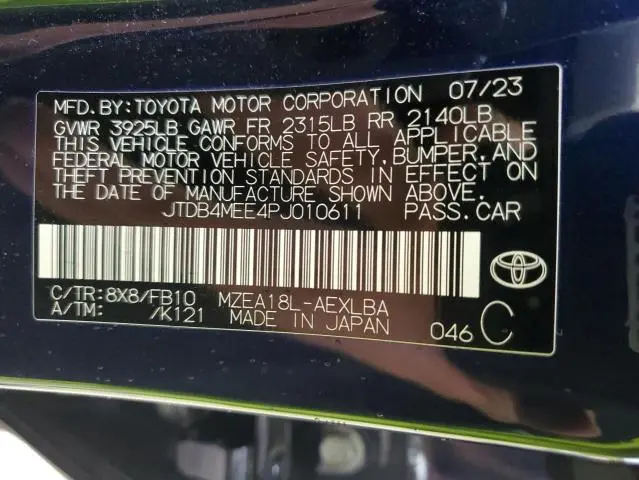 MFD.BY:TOYOTA MOTOR CORPORATION 07/23
GVWR 3925LB GAWR FR 2315LB RR 2140LB
THIS VEHICLE CONFORMS TO ALL APPLICABLE
FEDERAL MOTOR VEHICLE SAFETY,BUMPER,AND
THEFT PREVENTION STANDARDS IN EFFECT ON
THE DATE OF MANUFACTURE SHOWN ABOVE.
JTDB4MEE4PJ010611 PASS.CAR
C/TR:8X8/FB10 MZEA18L-AEXLBA
A/TM: /K121 MADE IN JAPAN 046 C